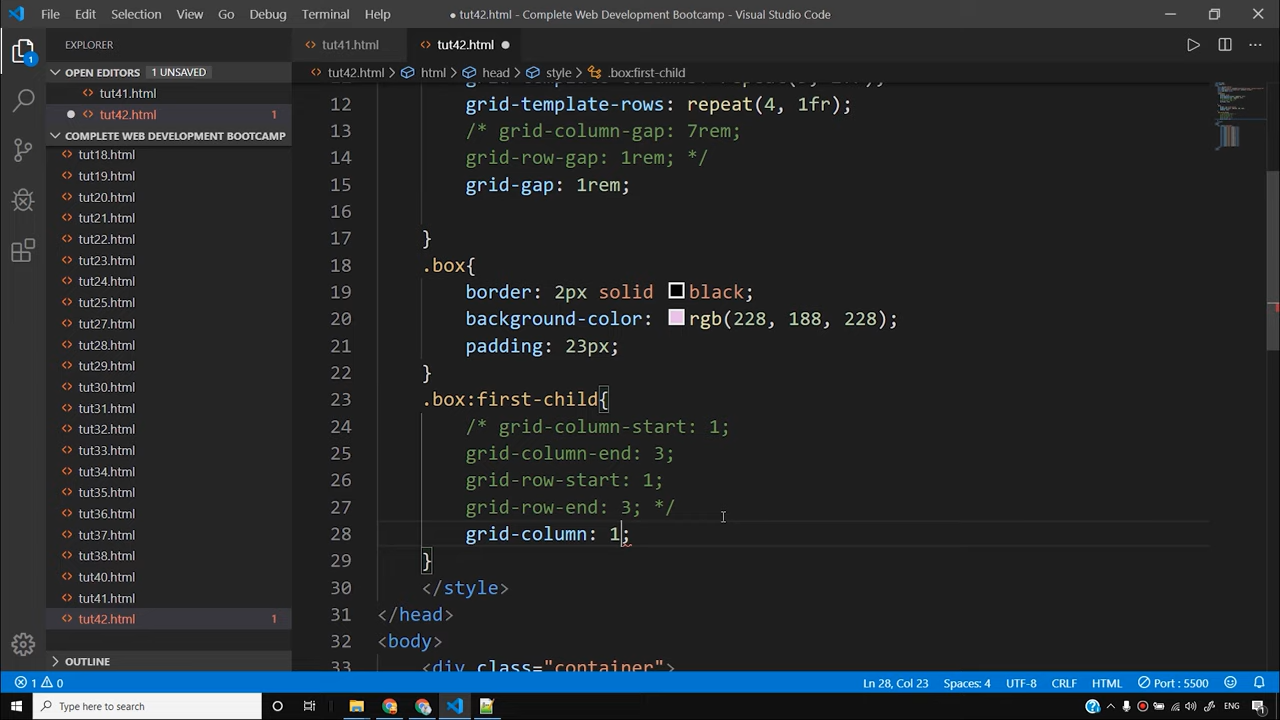 File Edit Selection View Go Debug Terminal Help
tut42.html - Complete Web Development Bootcamp - Visual Studio Code
EXPLORER
tut41.html
tut42.html
OPEN EDITORS 1 UNSAVED
tut42.html > html > head > style > .box:first-child
tut41.html
tut42.html 1
COMPLETE WEB DEVELOPMENT BOOTCAMP
tut18.html
tut19.html
tut20.html
tut21.html
tut22.html
tut23.html
tut24.html
tut25.html
tut27.html
tut28.html
tut29.html
tut30.html
tut31.html
tut32.html
tut33.html
tut34.html
tut35.html
tut36.html
tut37.html
tut38.html
tut40.html
tut41.html
tut42.html 1
OUTLINE
12 grid-template-rows: repeat(4, 1fr);
13 /* grid-column-gap: 7rem;
14 grid-row-gap: 1rem; */
15 grid-gap: 1rem;
16
17 }
18 .box{
19 border: 2px solid black;
20 background-color: rgb(228, 188, 228);
21 padding: 23px;
22 }
23 .box:first-child{
24 /* grid-column-start: 1;
25 grid-column-end: 3;
26 grid-row-start: 1;
27 grid-row-end: 3; */
28 grid-column: 1;
29 }
30 </style>
31 </head>
32 <body>
33 <div class="container">
1 0
Ln 28, Col 23 Spaces: 4 UTF-8 CRLF HTML Port : 5500
Type here to search
ENG